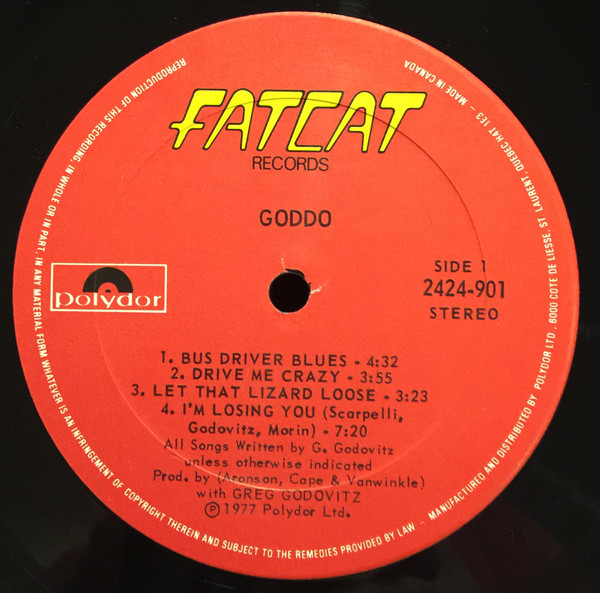 FATCAT
RECORDS
GODDO
polydor
SIDE 1
2424-901
STEREO
1. BUS DRIVER BLUES - 4:32
2. DRIVE ME CRAZY - 3:55
3. LET THAT LIZARD LOOSE - 3:23
4. I'M LOSING YOU (Scarpelli,
Godovitz, Morin) - 7:20
All Songs Written by G. Godovitz
unless otherwise indicated
Prod. by (Aronson, Cape & Vanwinkle)
with GREG GODOVITZ
Ⓟ1977 Polydor Ltd.
REPRODUCTION OF THIS RECORDING, IN WHOLE OR IN PART, IN ANY MATERIAL FORM WHATEVER IS AN INFRINGEMENT OF COPYRIGHT THEREIN AND SUBJECT TO THE REMEDIES PROVIDED BY LAW – MANUFACTURED AND DISTRIBUTED BY POLYDOR LTD. 6000 COTE DE LIESSE, ST LAURENT, QUEBEC H4T 1E3 – MADE IN CANADA